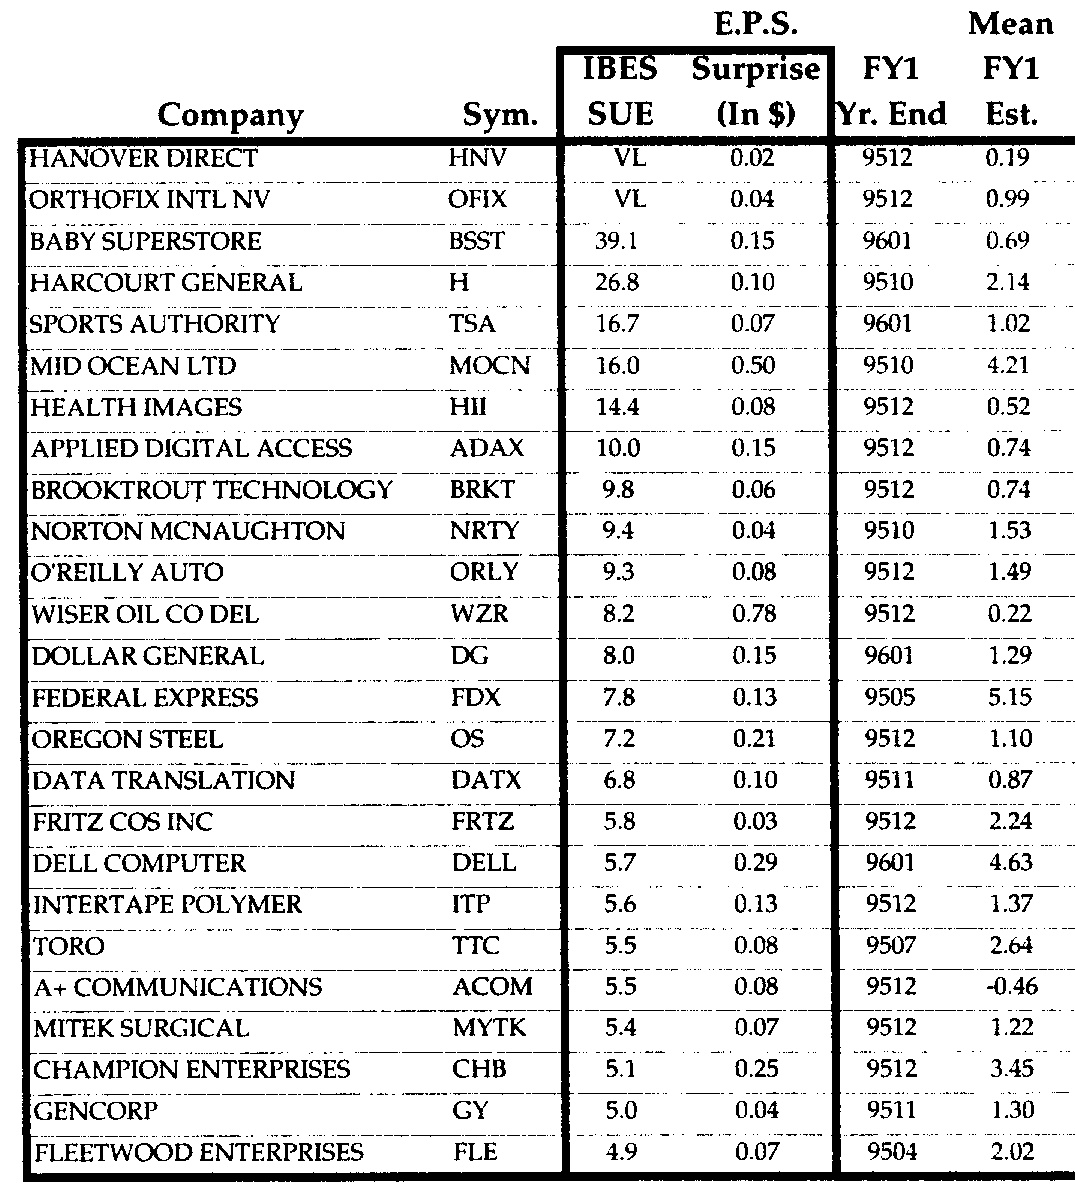 E.P.S. Mean
IBES Surprise FY1 FY1
Company Sym. SUE (In $) Yr. End Est.
HANOVER DIRECT HNV VL 0.02 9512 0.19
ORTHOFIX INTL NV OFIX VL 0.04 9512 0.99
BABY SUPERSTORE BSST 39.1 0.15 9601 0.69
HARCOURT GENERAL H 26.8 0.10 9510 2.14
SPORTS AUTHORITY TSA 16.7 0.07 9601 1.02
MID OCEAN LTD MOCN 16.0 0.50 9510 4.21
HEALTH IMAGES HII 14.4 0.08 9512 0.52
APPLIED DIGITAL ACCESS ADAX 10.0 0.15 9512 0.74
BROOKTROUT TECHNOLOGY BRKT 9.8 0.06 9512 0.74
NORTON MCNAUGHTON NRTY 9.4 0.04 9510 1.53
O'REILLY AUTO ORLY 9.3 0.08 9512 1.49
WISER OIL CO DEL WZR 8.2 0.78 9512 0.22
DOLLAR GENERAL DG 8.0 0.15 9601 1.29
FEDERAL EXPRESS FDX 7.8 0.13 9505 5.15
OREGON STEEL OS 7.2 0.21 9512 1.10
DATA TRANSLATION DATX 6.8 0.10 9511 0.87
FRITZ COS INC FRTZ 5.8 0.03 9512 2.24
DELL COMPUTER DELL 5.7 0.29 9601 4.63
INTERTAPE POLYMER ITP 5.6 0.13 9512 1.37
TORO TTC 5.5 0.08 9507 2.64
A+ COMMUNICATIONS ACOM 5.5 0.08 9512 -0.46
MITEK SURGICAL MYTK 5.4 0.07 9512 1.22
CHAMPION ENTERPRISES CHB 5.1 0.25 9512 3.45
GENCORP GY 5.0 0.04 9511 1.30
FLEETWOOD ENTERPRISES FLE 4.9 0.07 9504 2.02